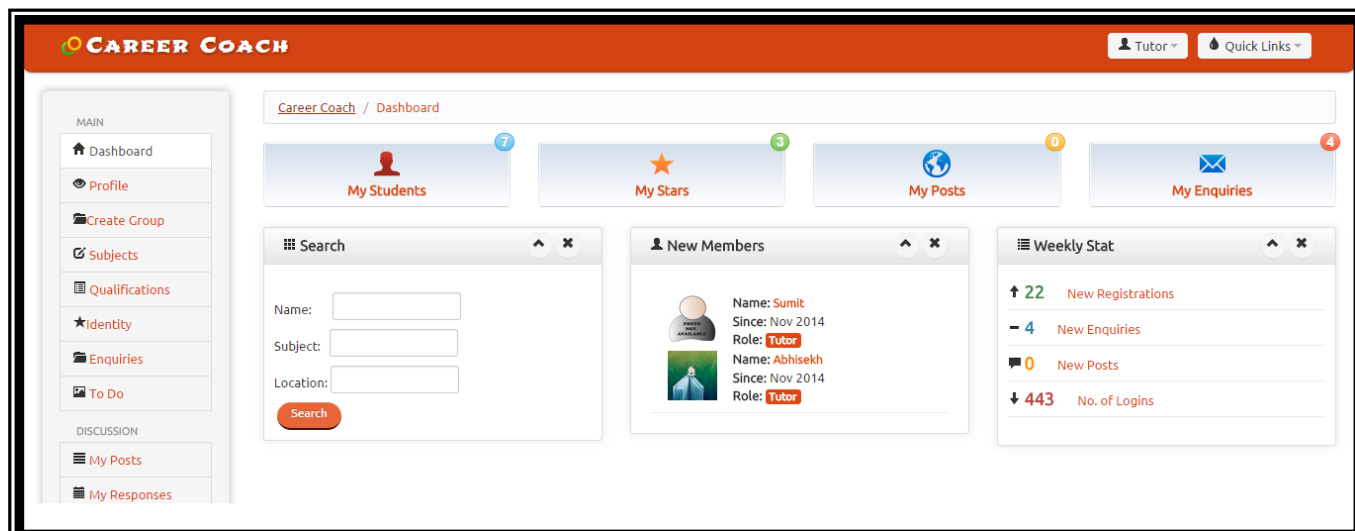 CAREER COACH
Tutor
Quick Links
MAIN
Dashboard
Profile
Create Group
Subjects
Qualifications
Identity
Enquiries
To Do
DISCUSSION
My Posts
My Responses
Career Coach / Dashboard
7
My Students
3
My Stars
0
My Posts
4
My Enquiries
Search
Name:
Subject:
Location:
Search
New Members
PHOTO NOT AVAILABLE
Name: Sumit
Since: Nov 2014
Role: Tutor
Name: Abhisekh
Since: Nov 2014
Role: Tutor
Weekly Stat
22 New Registrations
4 New Enquiries
0 New Posts
443 No. of Logins